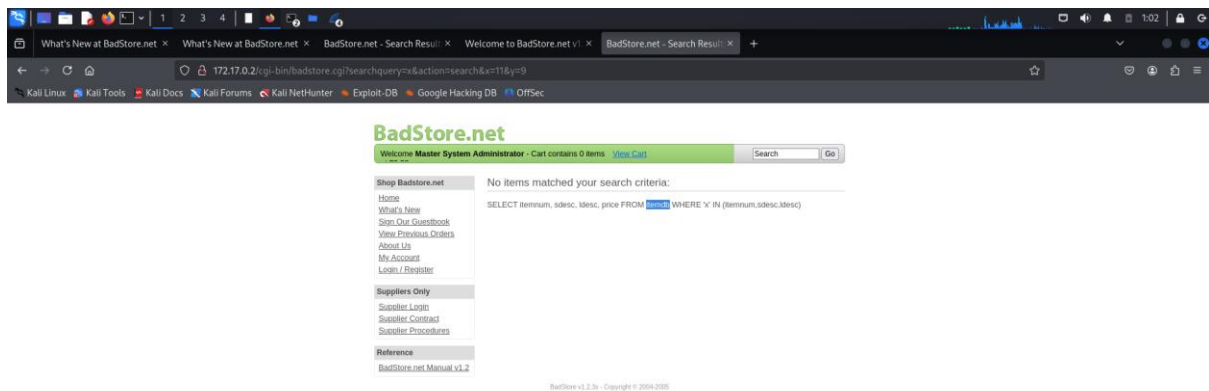 1 2 3 4
1:02
What's New at BadStore.net
What's New at BadStore.net
BadStore.net - Search Result
Welcome to BadStore.net v1
BadStore.net - Search Result
172.17.0.2/cgi-bin/badstore.cgi?searchquery=x&action=search&x=11&y=9
Kali Linux Kali Tools Kali Docs Kali Forums Kali NetHunter Exploit-DB Google Hacking DB OffSec
BadStore.net
Welcome Master System Administrator - Cart contains 0 items View Cart
Search Go
Shop Badstore.net
Home
What's New
Sign Our Guestbook
View Previous Orders
About Us
My Account
Login / Register
Suppliers Only
Supplier Login
Supplier Contract
Supplier Procedures
Reference
BadStore.net Manual v1.2
No items matched your search criteria:
SELECT itemnum, sdesc, ldesc, price FROM itemdb WHERE 'x' IN (itemnum,sdesc,ldesc)
BadStore v1.2.3s - Copyright © 2004-2005